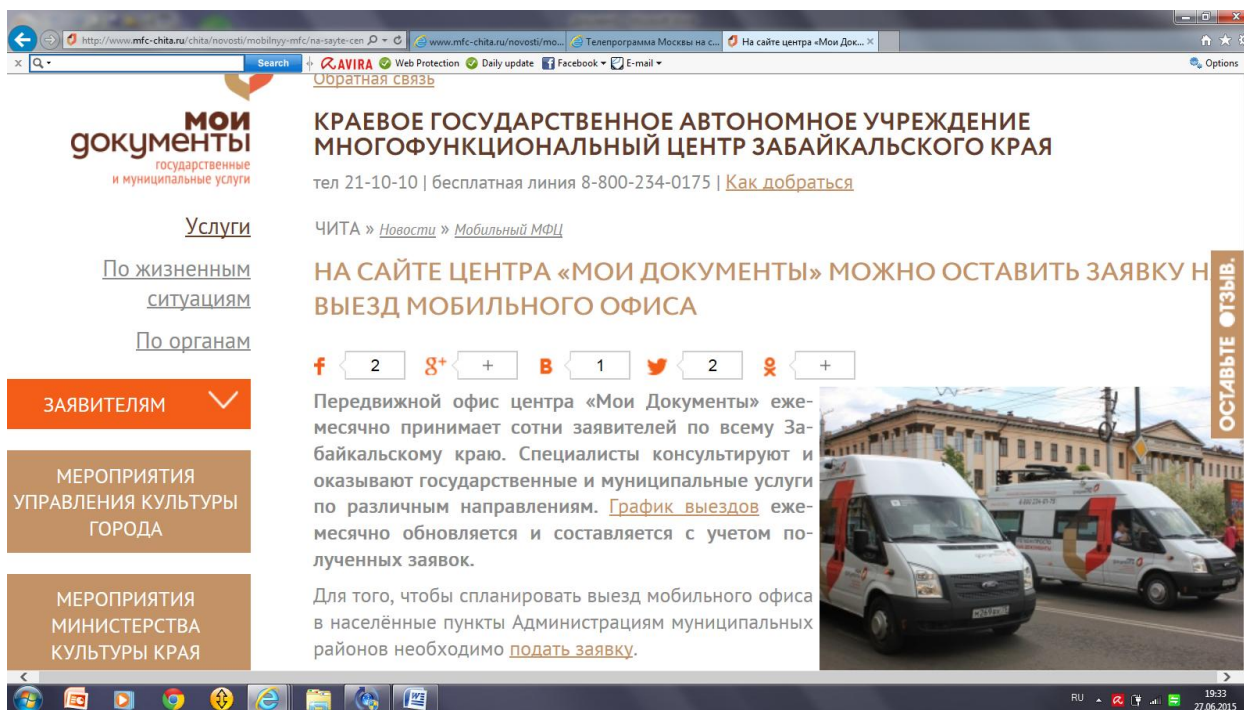 http://www.mfc-chita.ru/chita/novosti/mobilnyy-mfc/na-sayte-cen
www.mfc-chita.ru/novosti/mo...
Телепрограмма Москвы на с...
На сайте центра «Мои Док...
Search
AVIRA
Web Protection
Daily update
Facebook
E-mail
Options
Обратная связь
мои
документы
государственные
и муниципальные услуги
КРАЕВОЕ ГОСУДАРСТВЕННОЕ АВТОНОМНОЕ УЧРЕЖДЕНИЕ
МНОГОФУНКЦИОНАЛЬНЫЙ ЦЕНТР ЗАБАЙКАЛЬСКОГО КРАЯ
тел 21-10-10 | бесплатная линия 8-800-234-0175 | Как добраться
Услуги
По жизненным
ситуациям
По органам
ЗАЯВИТЕЛЯМ
МЕРОПРИЯТИЯ
УПРАВЛЕНИЯ КУЛЬТУРЫ
ГОРОДА
МЕРОПРИЯТИЯ
МИНИСТЕРСТВА
КУЛЬТУРЫ КРАЯ
ЧИТА » Новости » Мобильный МФЦ
НА САЙТЕ ЦЕНТРА «МОИ ДОКУМЕНТЫ» МОЖНО ОСТАВИТЬ ЗАЯВКУ Н
ВЫЕЗД МОБИЛЬНОГО ОФИСА
2
+
1
2
+
Передвижной офис центра «Мои Документы» еже-
месячно принимает сотни заявителей по всему За-
байкальскому краю. Специалисты консультируют и
оказывают государственные и муниципальные услуги
по различным направлениям. График выездов еже-
месячно обновляется и составляется с учетом по-
лученных заявок.
Для того, чтобы спланировать выезд мобильного офиса
в населённые пункты Администрациям муниципальных
районов необходимо подать заявку.
ОСТАВЬТЕ ОТЗЫВ.
RU
19:33
27.06.2015